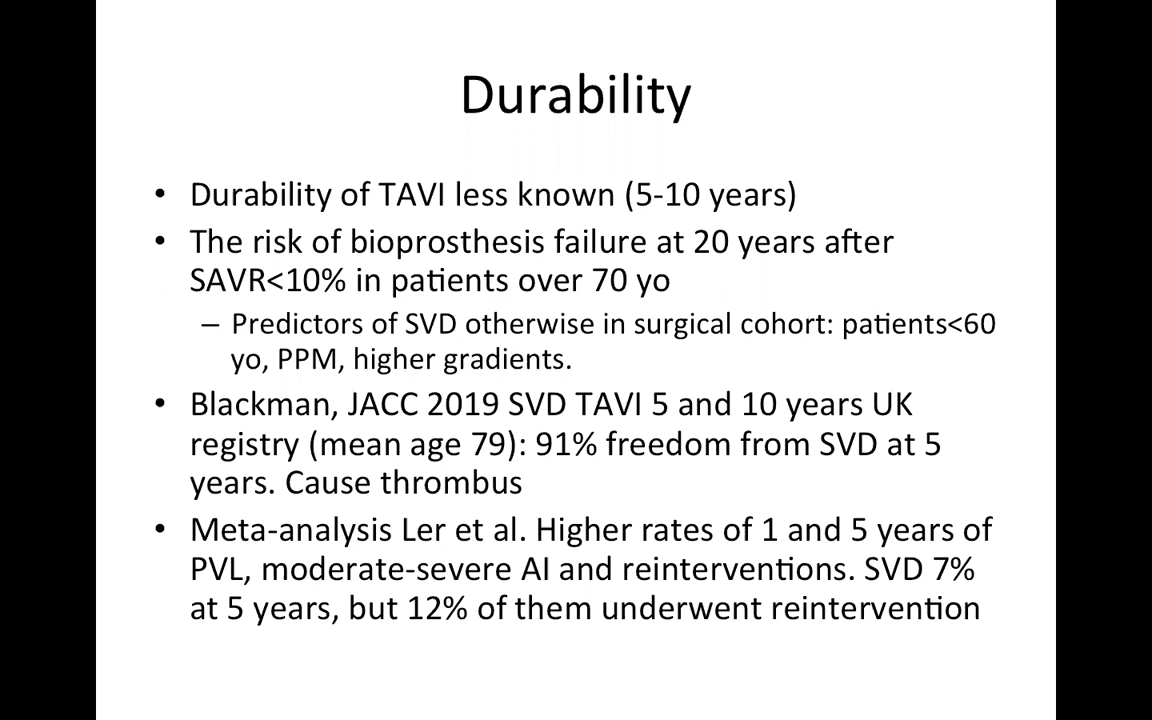 Durability
• Durability of TAVI less known (5-10 years)
• The risk of bioprosthesis failure at 20 years after
SAVR<10% in patients over 70 yo
– Predictors of SVD otherwise in surgical cohort: patients<60
yo, PPM, higher gradients.
• Blackman, JACC 2019 SVD TAVI 5 and 10 years UK
registry (mean age 79): 91% freedom from SVD at 5
years. Cause thrombus
• Meta-analysis Ler et al. Higher rates of 1 and 5 years of
PVL, moderate-severe AI and reinterventions. SVD 7%
at 5 years, but 12% of them underwent reintervention